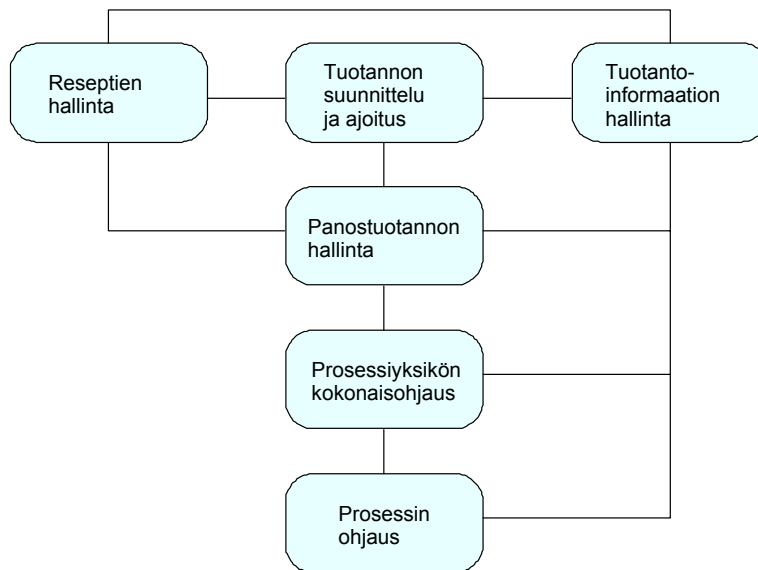 Reseptien
hallinta
Tuotannon
suunnittelu
ja ajoitus
Tuotanto-
informaation
hallinta
Panostuotannon
hallinta
Prosessiyksikön
kokonaisohjaus
Prosessin
ohjaus